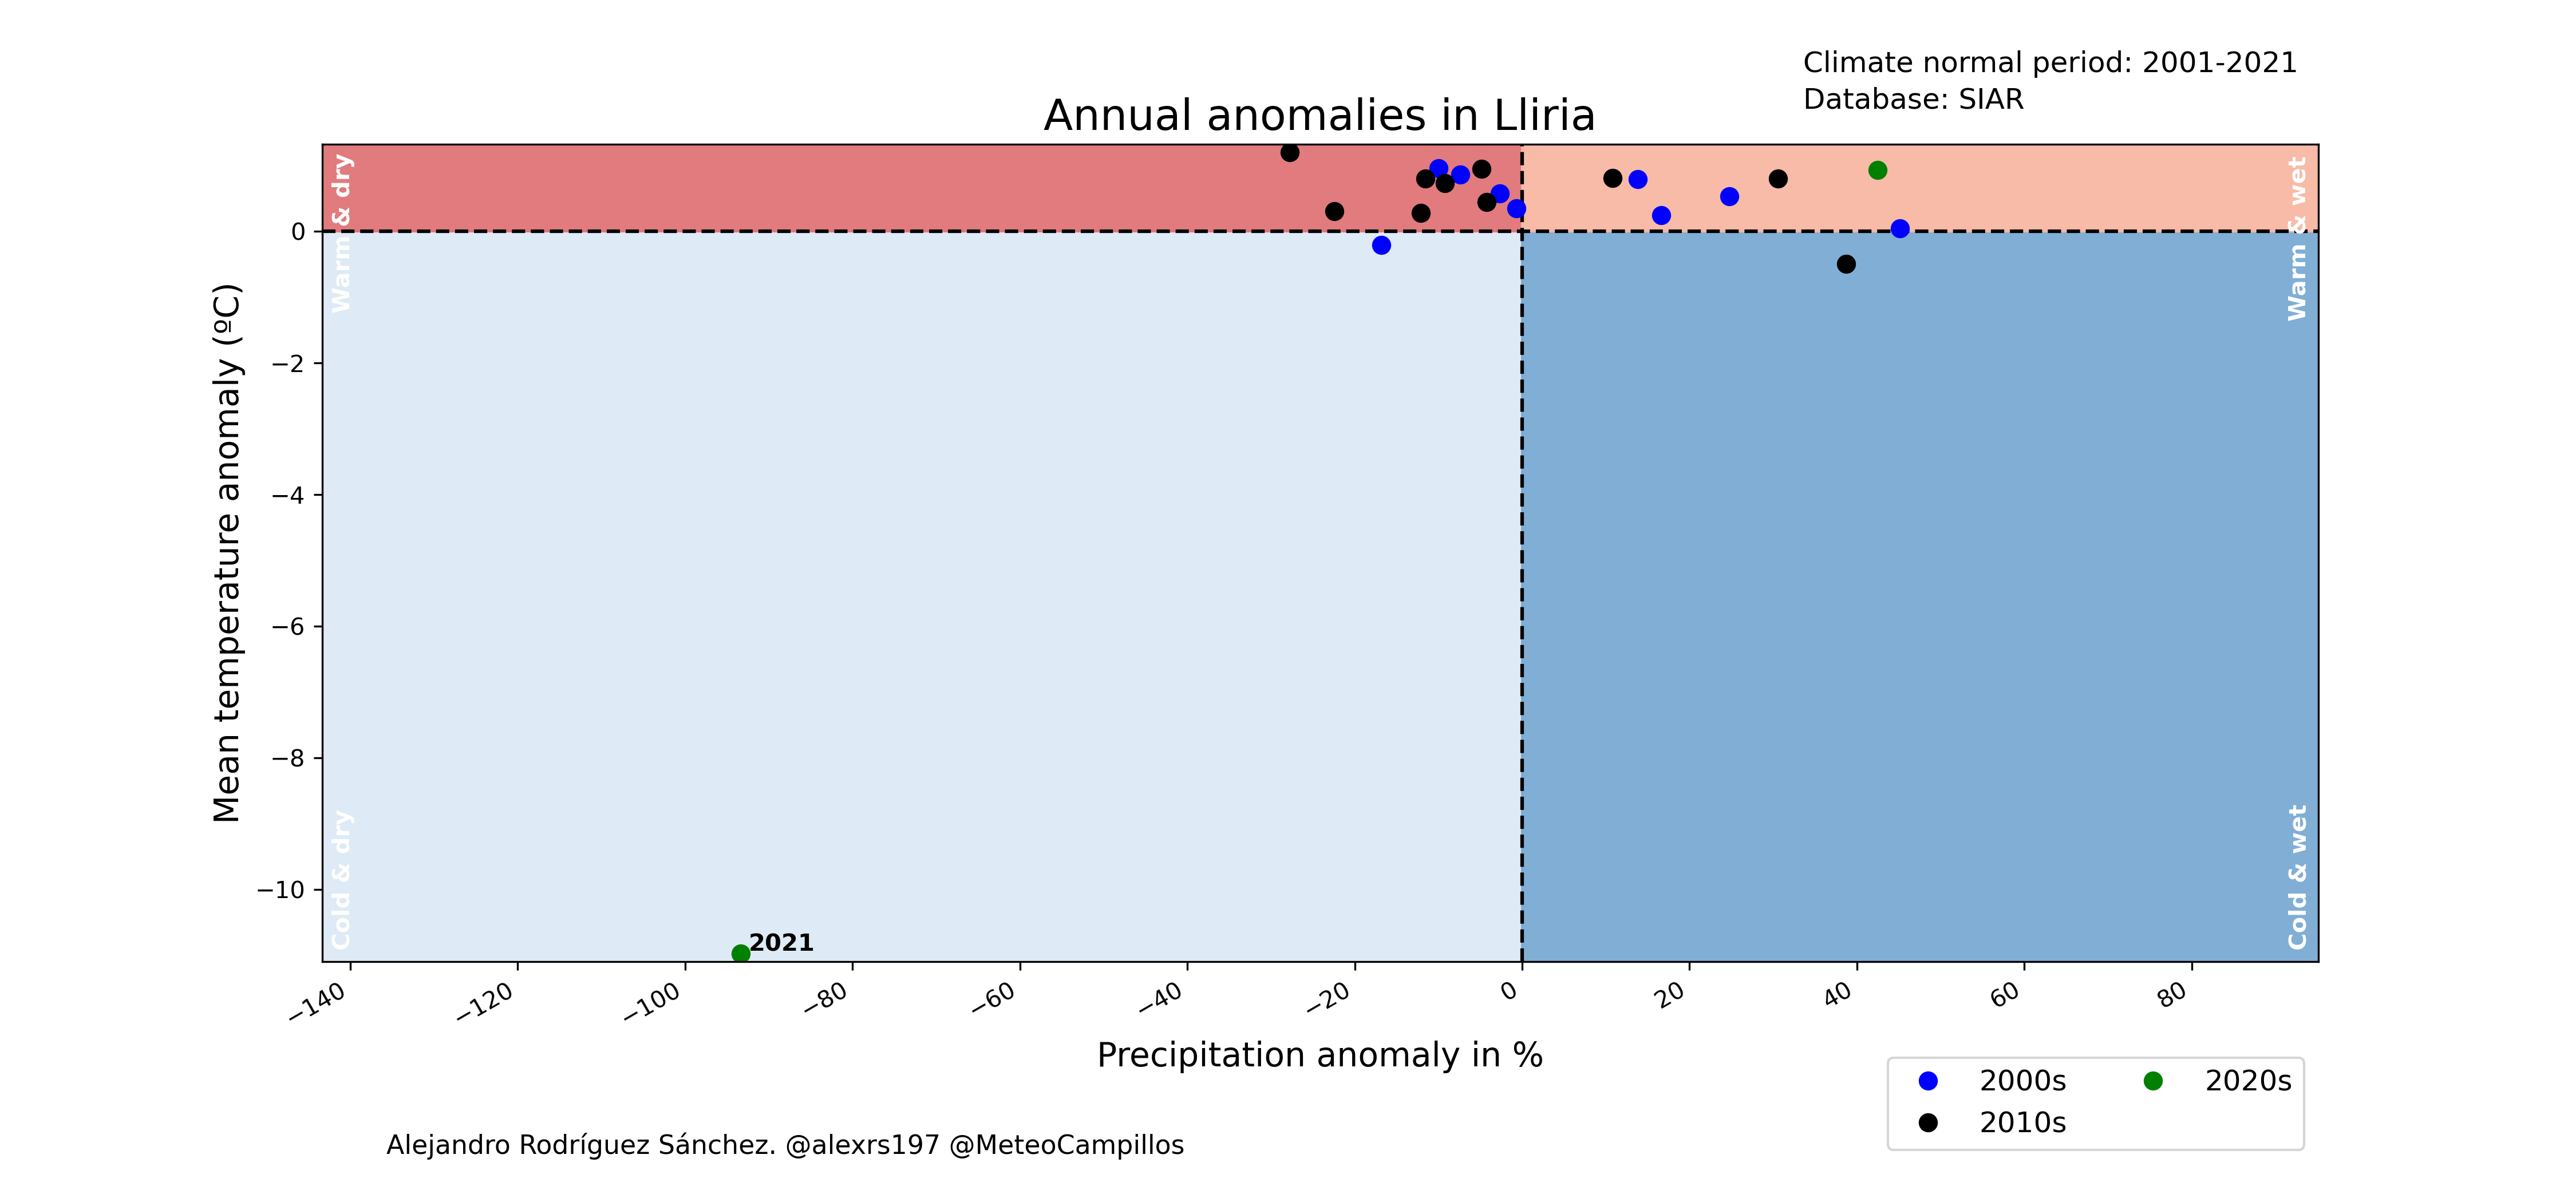 Climate normal period: 2001-2021
Database: SIAR
Annual anomalies in Lliria
Warm & dry
Warm & wet
Cold & dry
Cold & wet
Mean temperature anomaly (ºC)
0
−2
−4
−6
−8
−10
2021
−140 −120 −100 −80 −60 −40 −20 0 20 40 60 80
Precipitation anomaly in %
2000s 2020s
2010s
Alejandro Rodríguez Sánchez. @alexrs197 @MeteoCampillos